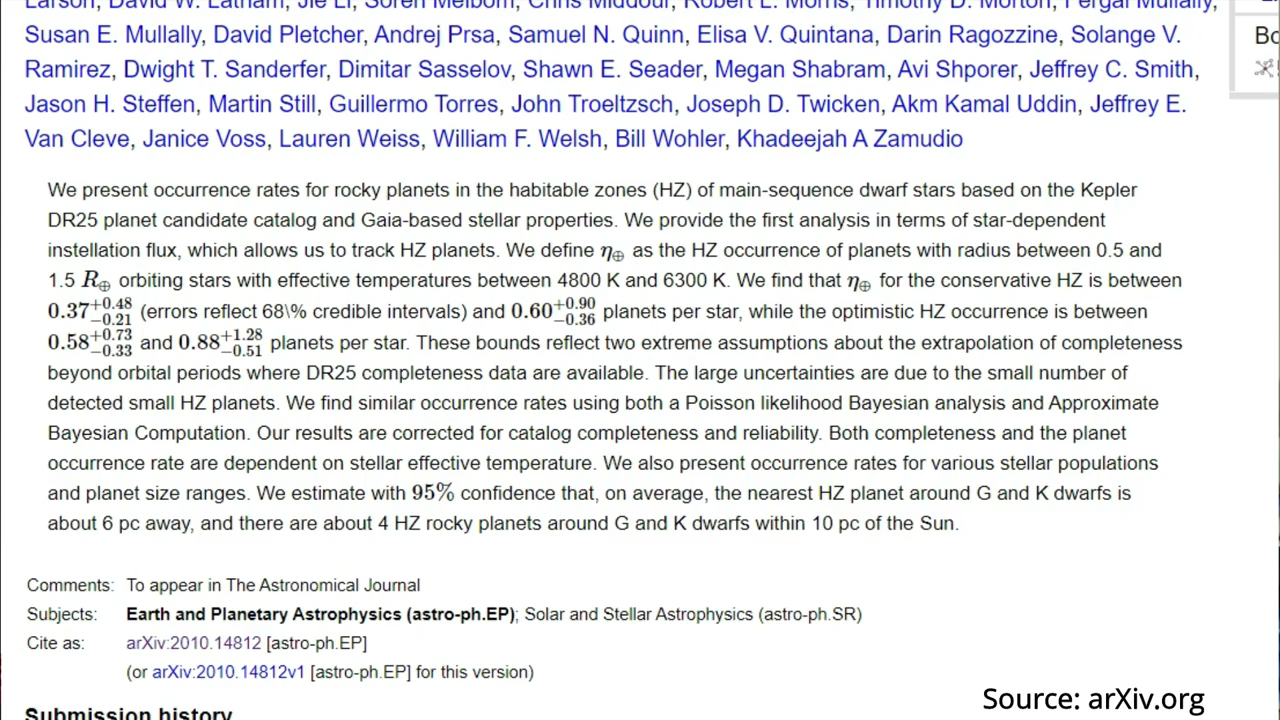 Larson, David W. Latham, Jie Li, Soren Meibom, Chris Middour, Robert L. Morris, Timothy D. Morton, Fergal Mullally,
Susan E. Mullally, David Pletcher, Andrej Prsa, Samuel N. Quinn, Elisa V. Quintana, Darin Ragozzine, Solange V.
Ramirez, Dwight T. Sanderfer, Dimitar Sasselov, Shawn E. Seader, Megan Shabram, Avi Shporer, Jeffrey C. Smith,
Jason H. Steffen, Martin Still, Guillermo Torres, John Troeltzsch, Joseph D. Twicken, Akm Kamal Uddin, Jeffrey E.
Van Cleve, Janice Voss, Lauren Weiss, William F. Welsh, Bill Wohler, Khadeejah A Zamudio
We present occurrence rates for rocky planets in the habitable zones (HZ) of main-sequence dwarf stars based on the Kepler
DR25 planet candidate catalog and Gaia-based stellar properties. We provide the first analysis in terms of star-dependent
instellation flux, which allows us to track HZ planets. We define η⊕ as the HZ occurrence of planets with radius between 0.5 and
1.5 R⊕ orbiting stars with effective temperatures between 4800 K and 6300 K. We find that η⊕ for the conservative HZ is between
0.37+0.48−0.21 (errors reflect 68\% credible intervals) and 0.60+0.90−0.36 planets per star, while the optimistic HZ occurrence is between
0.58+0.73−0.33 and 0.88+1.28−0.51 planets per star. These bounds reflect two extreme assumptions about the extrapolation of completeness
beyond orbital periods where DR25 completeness data are available. The large uncertainties are due to the small number of
detected small HZ planets. We find similar occurrence rates using both a Poisson likelihood Bayesian analysis and Approximate
Bayesian Computation. Our results are corrected for catalog completeness and reliability. Both completeness and the planet
occurrence rate are dependent on stellar effective temperature. We also present occurrence rates for various stellar populations
and planet size ranges. We estimate with 95% confidence that, on average, the nearest HZ planet around G and K dwarfs is
about 6 pc away, and there are about 4 HZ rocky planets around G and K dwarfs within 10 pc of the Sun.
Comments: To appear in The Astronomical Journal
Subjects: Earth and Planetary Astrophysics (astro-ph.EP); Solar and Stellar Astrophysics (astro-ph.SR)
Cite as: arXiv:2010.14812 [astro-ph.EP]
(or arXiv:2010.14812v1 [astro-ph.EP] for this version)
Submission history
Source: arXiv.org